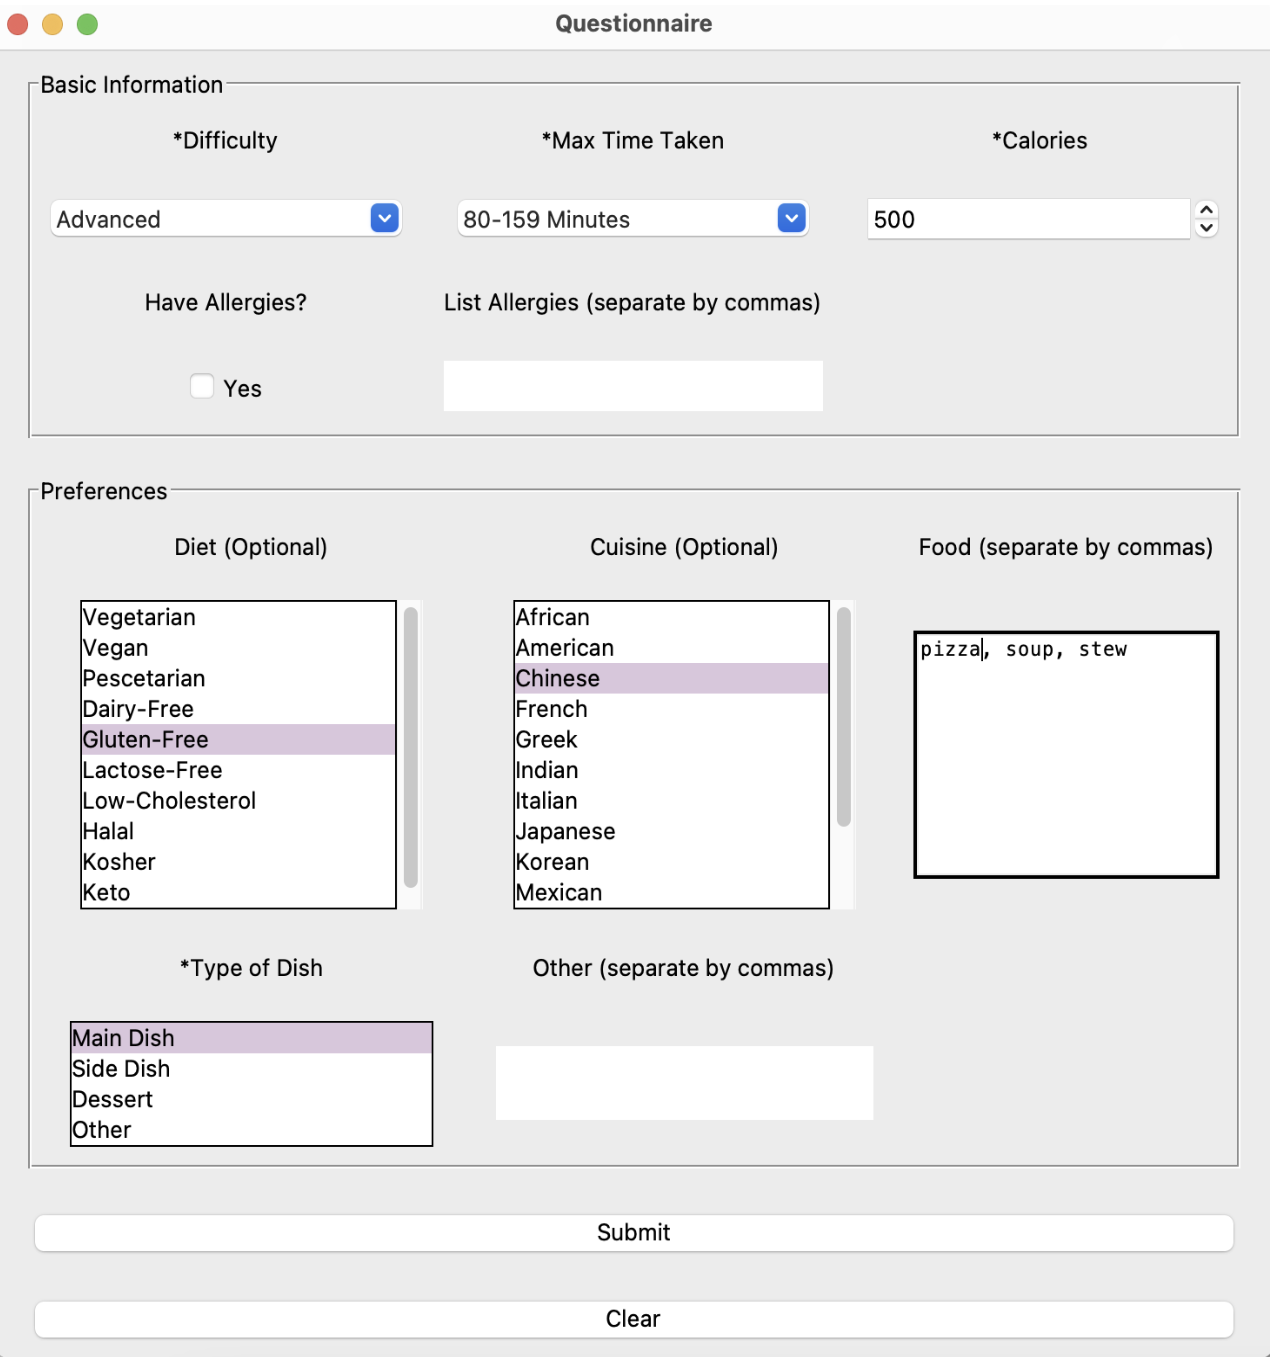 Questionnaire
Basic Information
*Difficulty
*Max Time Taken
*Calories
Advanced
80-159 Minutes
500
Have Allergies?
List Allergies (separate by commas)
Yes
Preferences
Diet (Optional)
Cuisine (Optional)
Food (separate by commas)
Vegetarian
Vegan
Pescetarian
Dairy-Free
Gluten-Free
Lactose-Free
Low-Cholesterol
Halal
Kosher
Keto
African
American
Chinese
French
Greek
Indian
Italian
Japanese
Korean
Mexican
pizza, soup, stew
*Type of Dish
Other (separate by commas)
Main Dish
Side Dish
Dessert
Other
Submit
Clear